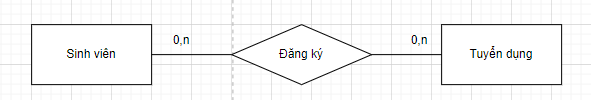 0,n 0,n
Sinh viên Đăng ký Tuyển dụng